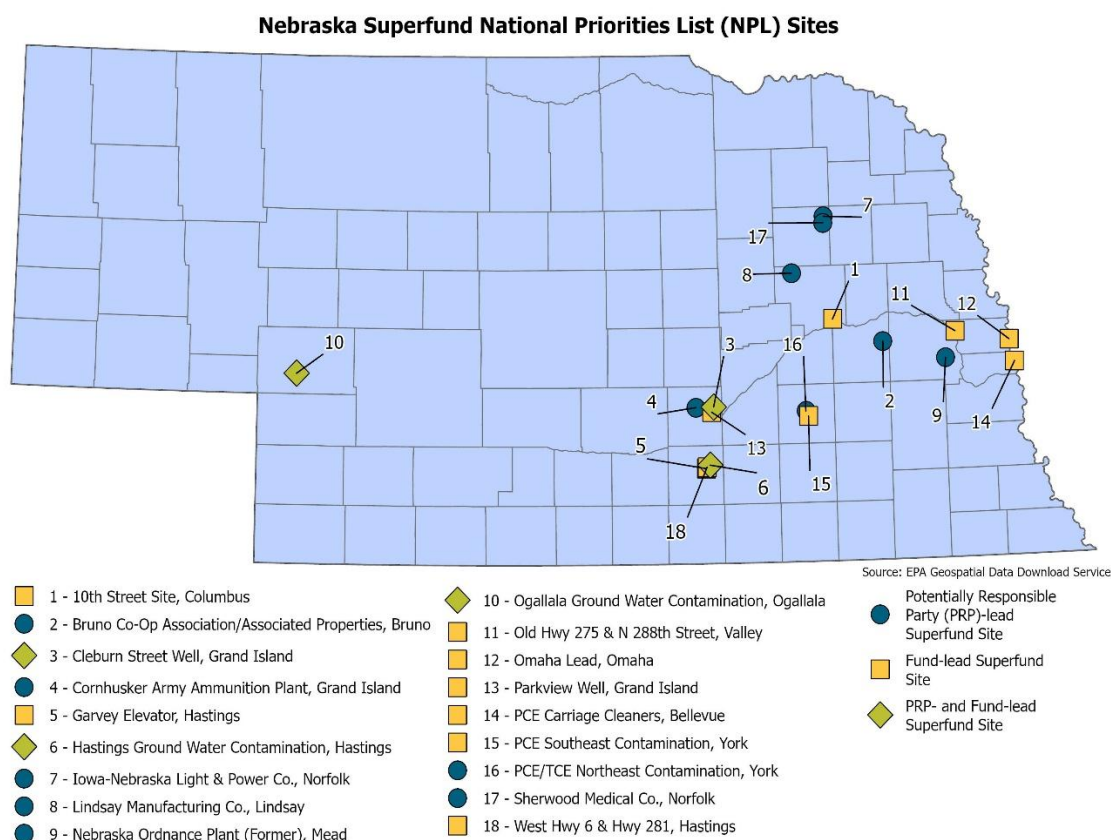 Nebraska Superfund National Priorities List (NPL) Sites
7
17
8
1
11
12
10
3
16
4
2
9
14
13
5
6
15
18
Source: EPA Geospatial Data Download Service
1 - 10th Street Site, Columbus
2 - Bruno Co-Op Association/Associated Properties, Bruno
3 - Cleburn Street Well, Grand Island
4 - Cornhusker Army Ammunition Plant, Grand Island
5 - Garvey Elevator, Hastings
6 - Hastings Ground Water Contamination, Hastings
7 - Iowa-Nebraska Light & Power Co., Norfolk
8 - Lindsay Manufacturing Co., Lindsay
9 - Nebraska Ordnance Plant (Former), Mead
10 - Ogallala Ground Water Contamination, Ogallala
11 - Old Hwy 275 & N 288th Street, Valley
12 - Omaha Lead, Omaha
13 - Parkview Well, Grand Island
14 - PCE Carriage Cleaners, Bellevue
15 - PCE Southeast Contamination, York
16 - PCE/TCE Northeast Contamination, York
17 - Sherwood Medical Co., Norfolk
18 - West Hwy 6 & Hwy 281, Hastings
Potentially Responsible
Party (PRP)-lead
Superfund Site
Fund-lead Superfund
Site
PRP- and Fund-lead
Superfund Site